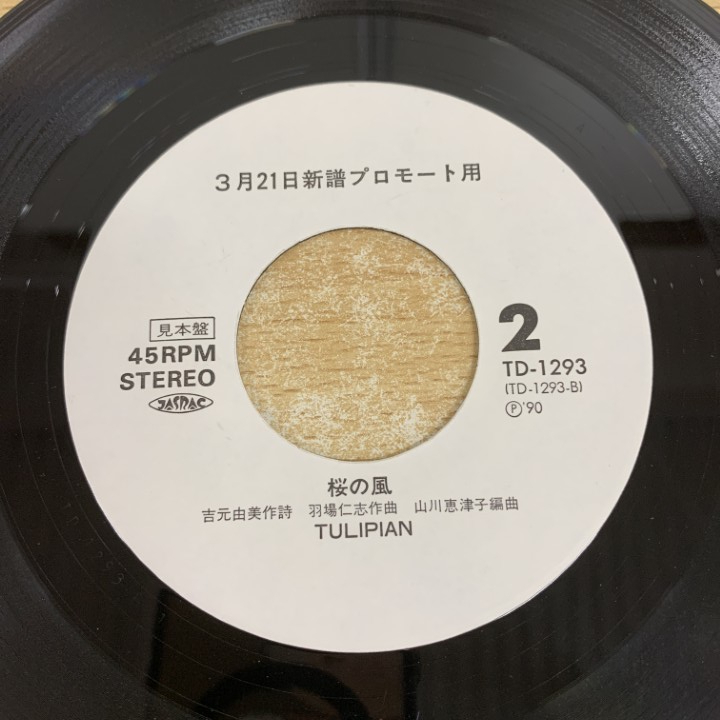 3月21日新譜プロモート用
見本盤
45RPM
STEREO
JASRAC
2
TD-1293
(TD-1293-B)
Ⓟ'90
桜の風
吉元由美作詩 羽場仁志作曲 山川恵津子編曲
TULIPIAN